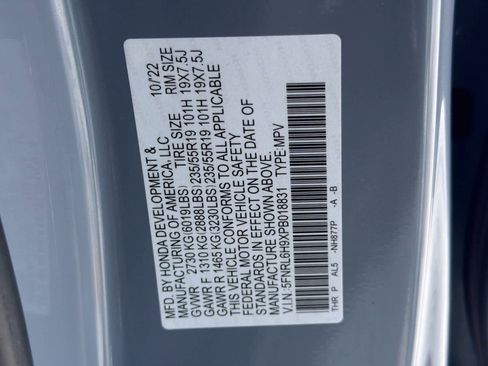 MFD. BY HONDA DEVELOPMENT & 10/22
MANUFACTURING OF AMERICA, LLC
GVWR 2730 KG(6019LBS) TIRE SIZE RIM SIZE
GAWR F 1310 KG(2888LBS) 235/55R19 101H 19X7.5J
GAWR R 1465 KG(3230LBS) 235/55R19 101H 19X7.5J
THIS VEHICLE CONFORMS TO ALL APPLICABLE
FEDERAL MOTOR VEHICLE SAFETY
STANDARDS IN EFFECT ON THE DATE OF
MANUFACTURE SHOWN ABOVE.
V.I.N.:5FNRL6H9XPB018831 TYPE:MPV
THR P AL5 -NH877P -A -B